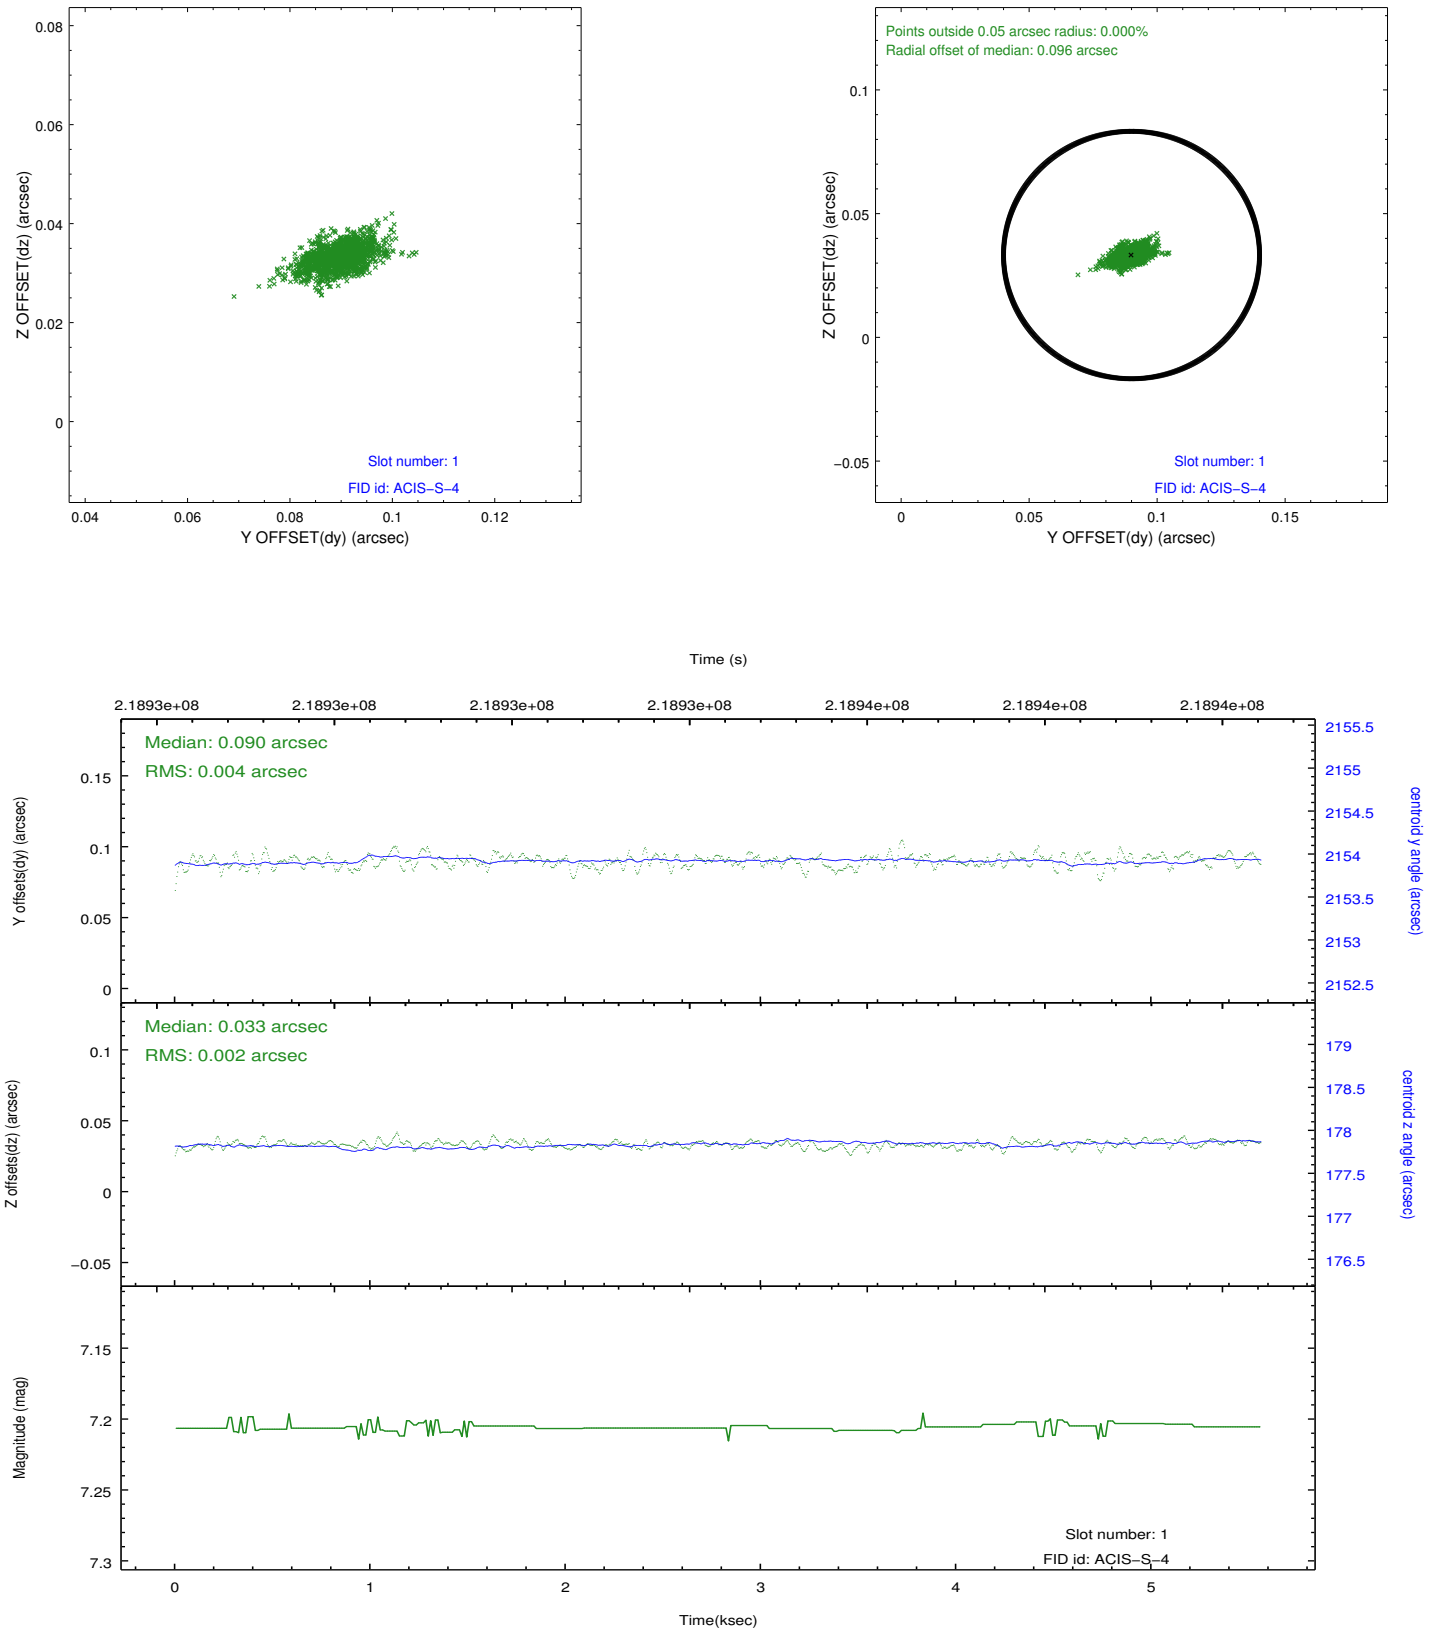 0.08
0.06
0.04
0.02
0
Z OFFSET(dz) (arcsec)
Slot number: 1
FID id: ACIS−S−4
0.04
0.06
0.08
0.1
0.12
Y OFFSET(dy) (arcsec)
Points outside 0.05 arcsec radius: 0.000%
Radial offset of median: 0.096 arcsec
0.1
0.05
0
−0.05
Z OFFSET(dz) (arcsec)
Slot number: 1
FID id: ACIS−S−4
0
0.05
0.1
0.15
Y OFFSET(dy) (arcsec)
Time (s)
2.1893e+08
2.1893e+08
2.1893e+08
2.1893e+08
2.1894e+08
2.1894e+08
2.1894e+08
Median: 0.090 arcsec
RMS: 0.004 arcsec
0.15
0.1
0.05
0
Y offsets(dy) (arcsec)
2155.5
2155
2154.5
2154
2153.5
2153
2152.5
centroid y angle (arcsec)
Median: 0.033 arcsec
RMS: 0.002 arcsec
0.1
0.05
0
−0.05
Z offsets(dz) (arcsec)
179
178.5
178
177.5
177
176.5
centroid z angle (arcsec)
7.15
7.2
7.25
7.3
Magnitude (mag)
Slot number: 1
FID id: ACIS−S−4
0
1
2
3
4
5
Time(ksec)